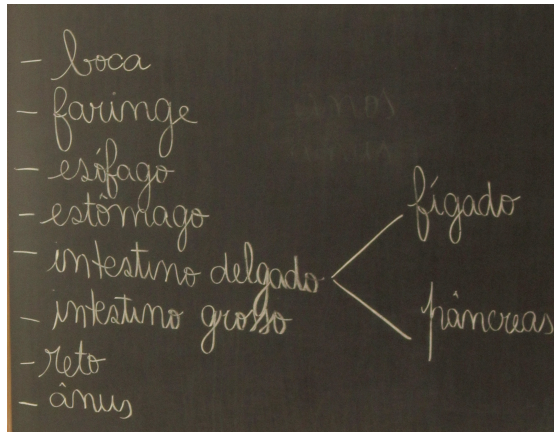 - boca
- faringe
- esôfago
- estômago
- intestino delgado
- intestino grosso
- reto
- ânus
fígado
pâncreas